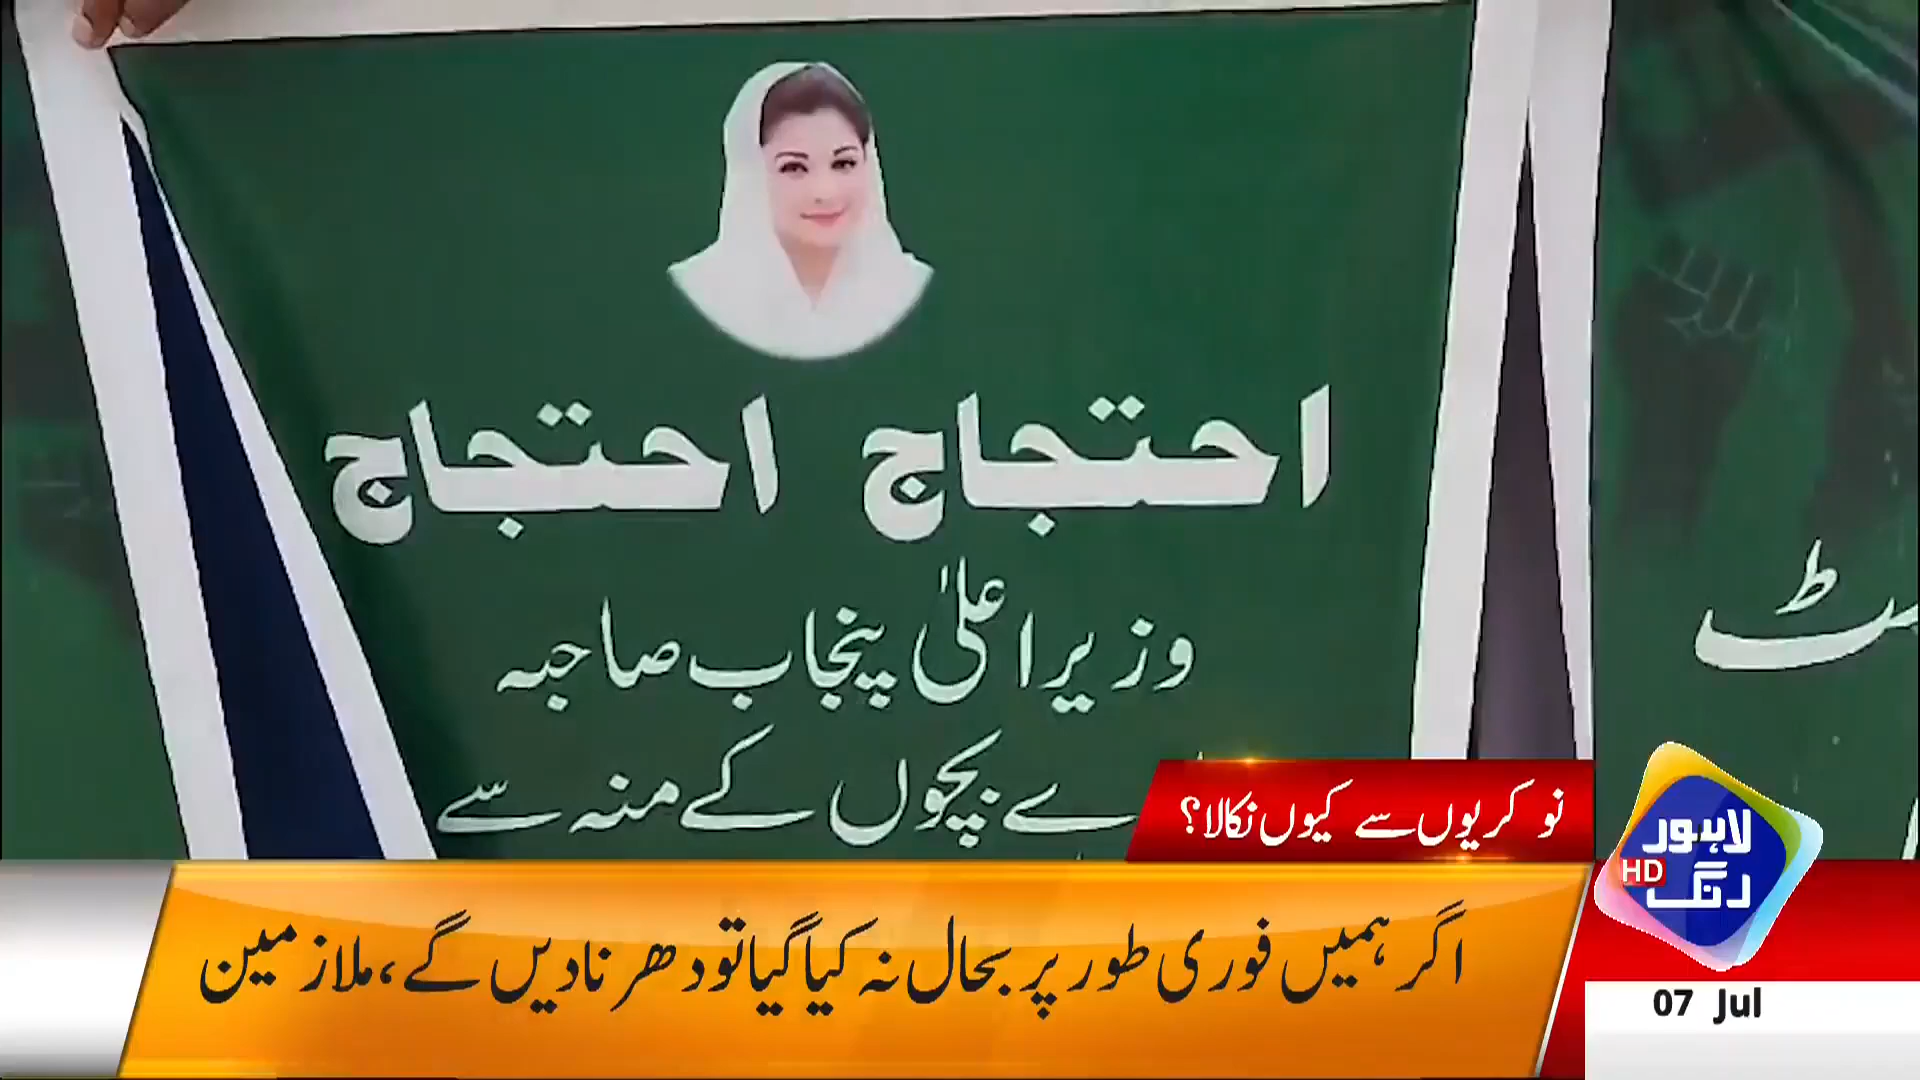 احتجاج احتجاج
وزیراعلیٰ پنجاب صاحبہ
بچوں کے منہ سے
نوکریوں سے کیوں نکالا؟
لاہور
رنگ
HD
اگر ہمیں فوری طور پر بحال نہ کیا گیا تو دھرنا دیں گے، ملازمین
07 Jul